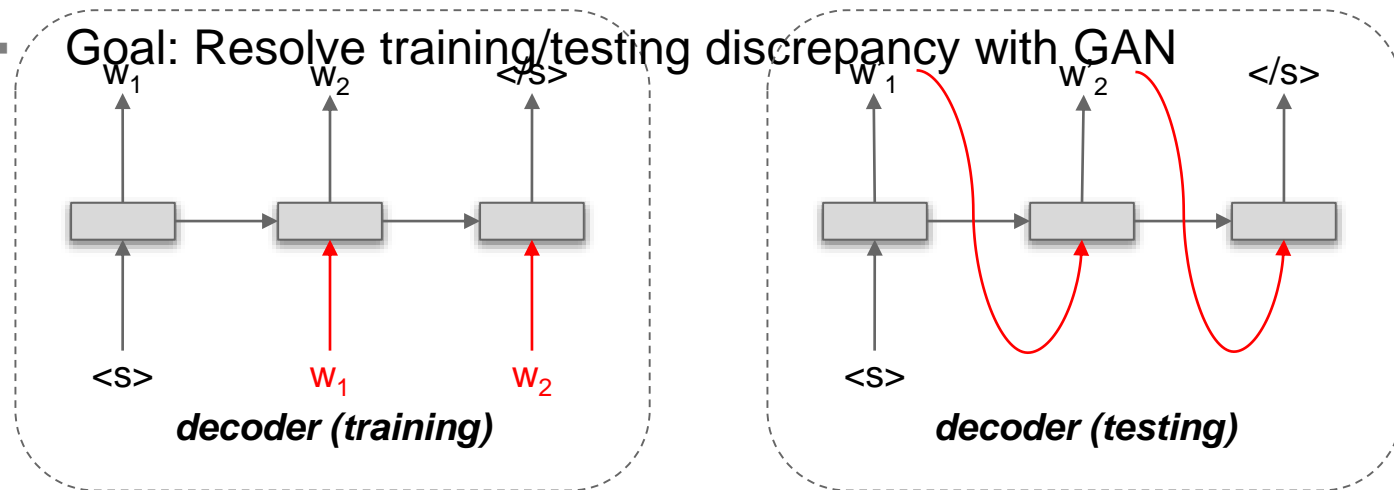 Goal: Resolve training/testing discrepancy with GAN
w1 w2 </s>
w'1 w'2 </s>
<s> w1 w2
<s>
decoder (training)
decoder (testing)